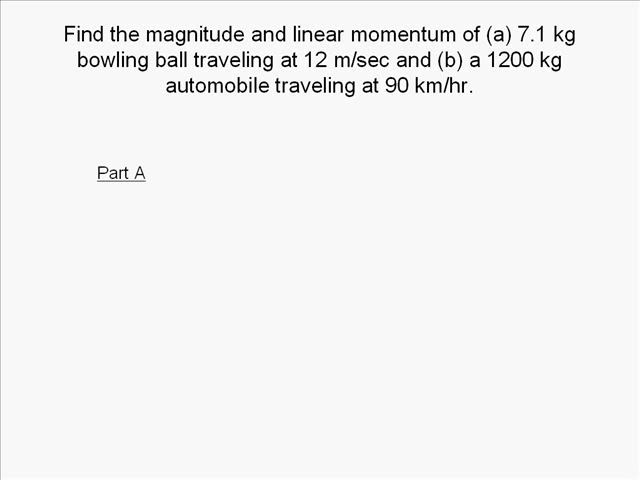 Find the magnitude and linear momentum of (a) 7.1 kg
bowling ball traveling at 12 m/sec and (b) a 1200 kg
automobile traveling at 90 km/hr.
Part A